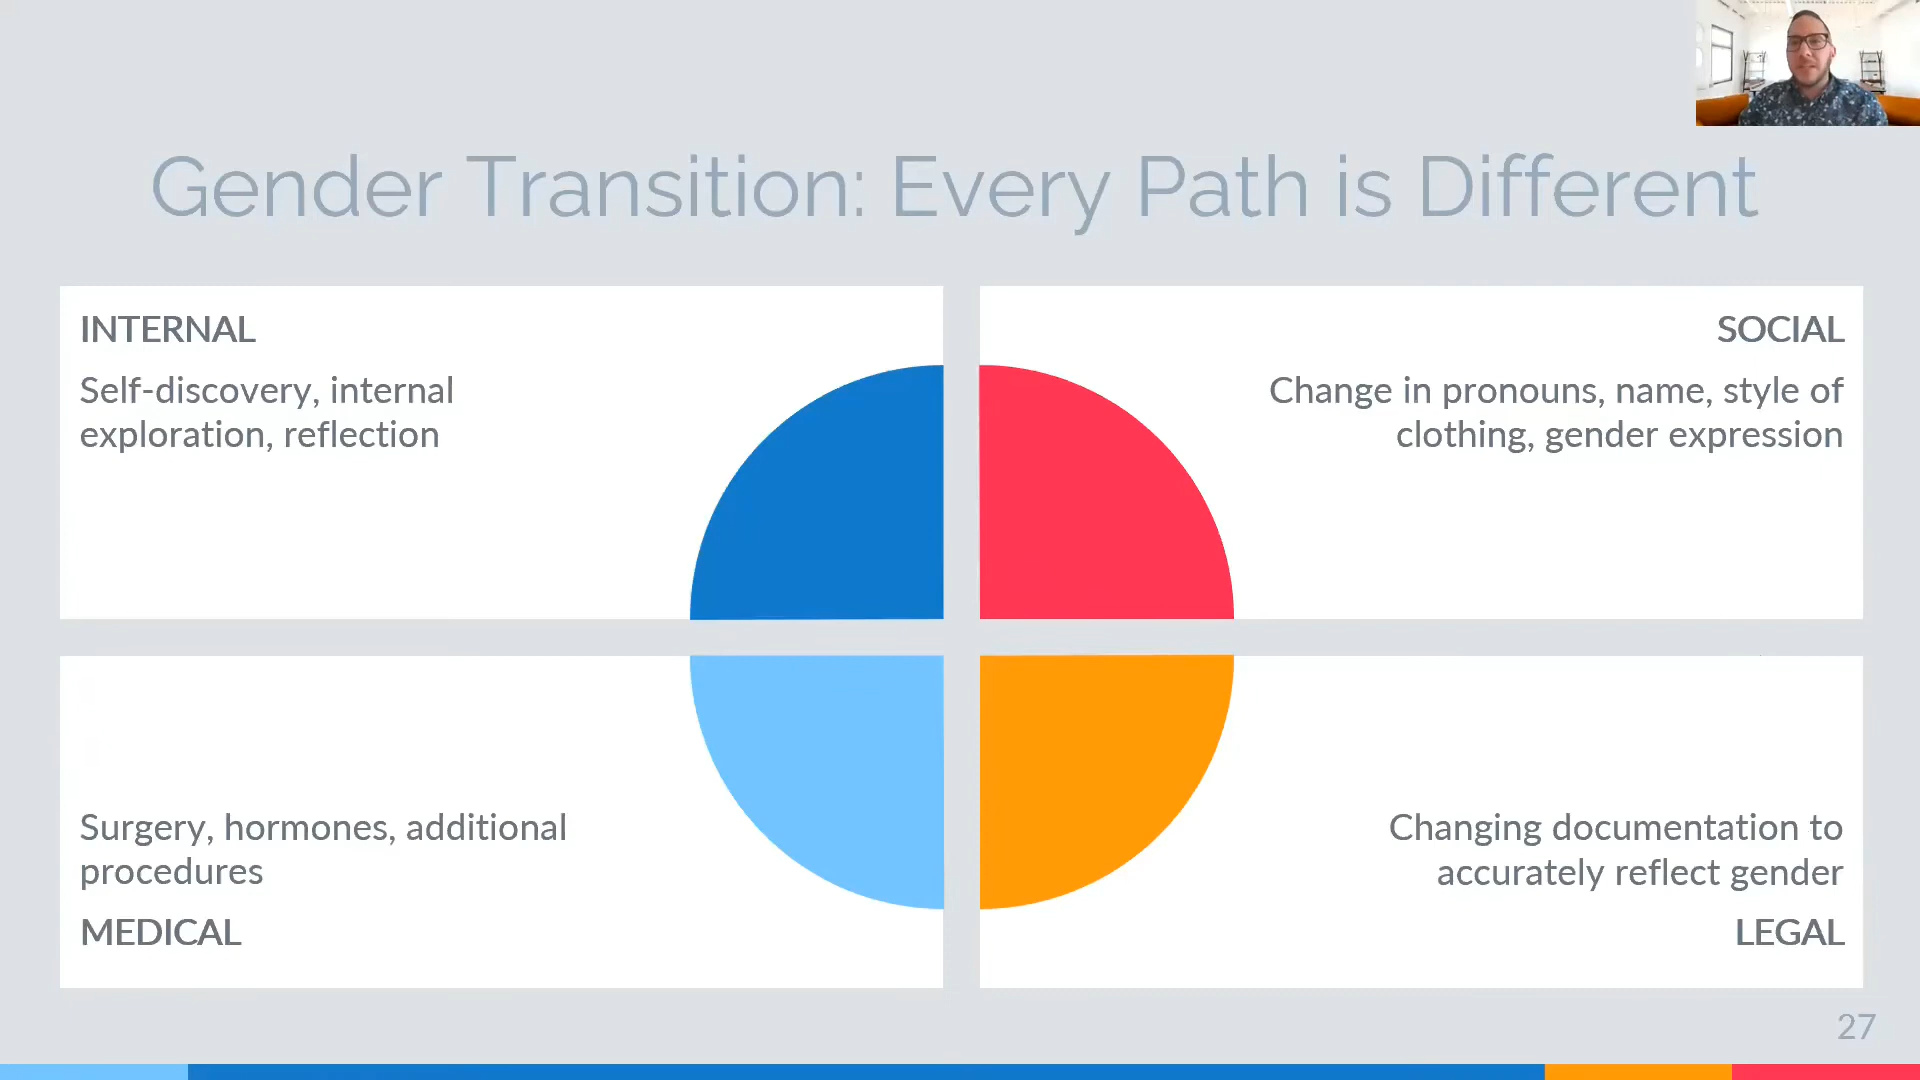 Gender Transition: Every Path is Different
INTERNAL
Self-discovery, internal
exploration, reflection
SOCIAL
Change in pronouns, name, style of
clothing, gender expression
Surgery, hormones, additional
procedures
MEDICAL
Changing documentation to
accurately reflect gender
LEGAL
27